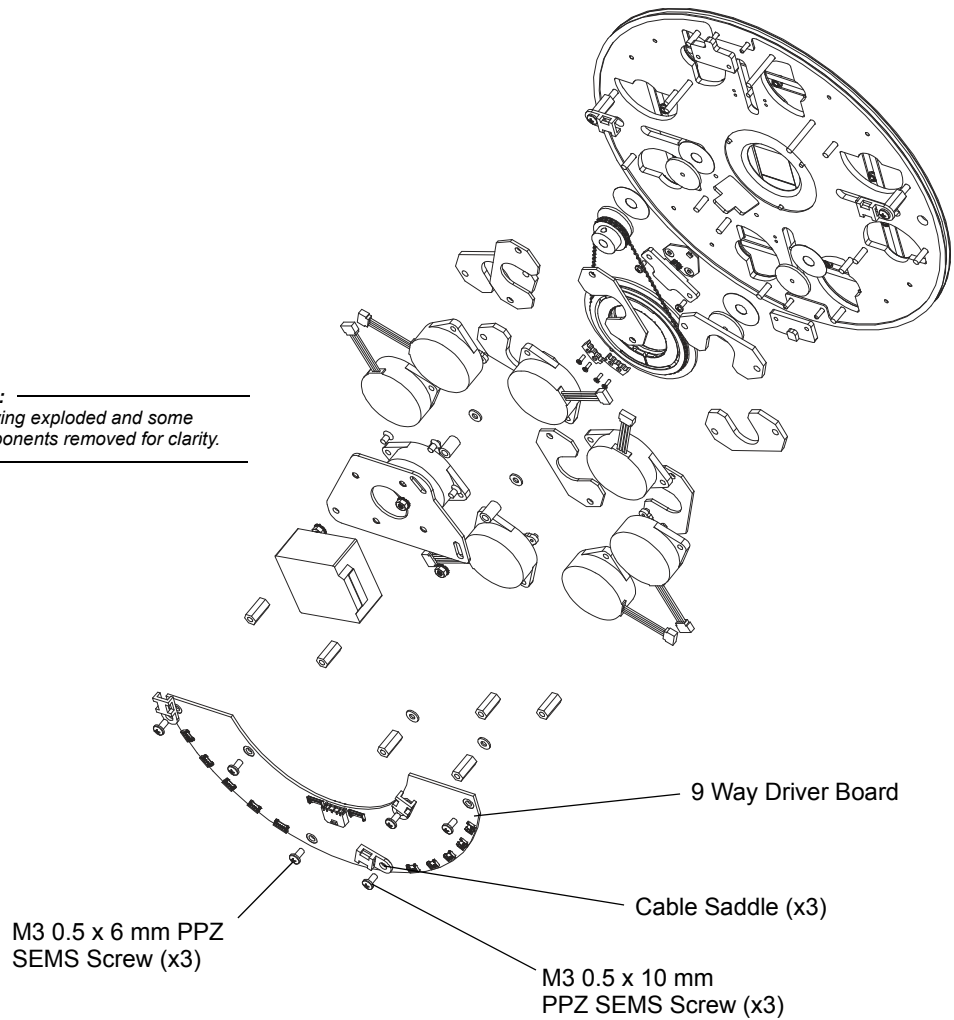 :
ing exploded and some
ponents removed for clarity.
9 Way Driver Board
Cable Saddle (x3)
M3 0.5 x 6 mm PPZ
SEMS Screw (x3)
M3 0.5 x 10 mm
PPZ SEMS Screw (x3)